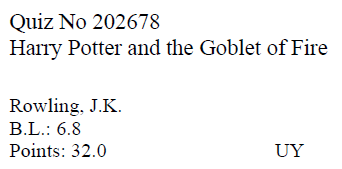 Quiz No 202678
Harry Potter and the Goblet of Fire
Rowling, J.K.
B.L.: 6.8
Points: 32.0 UY